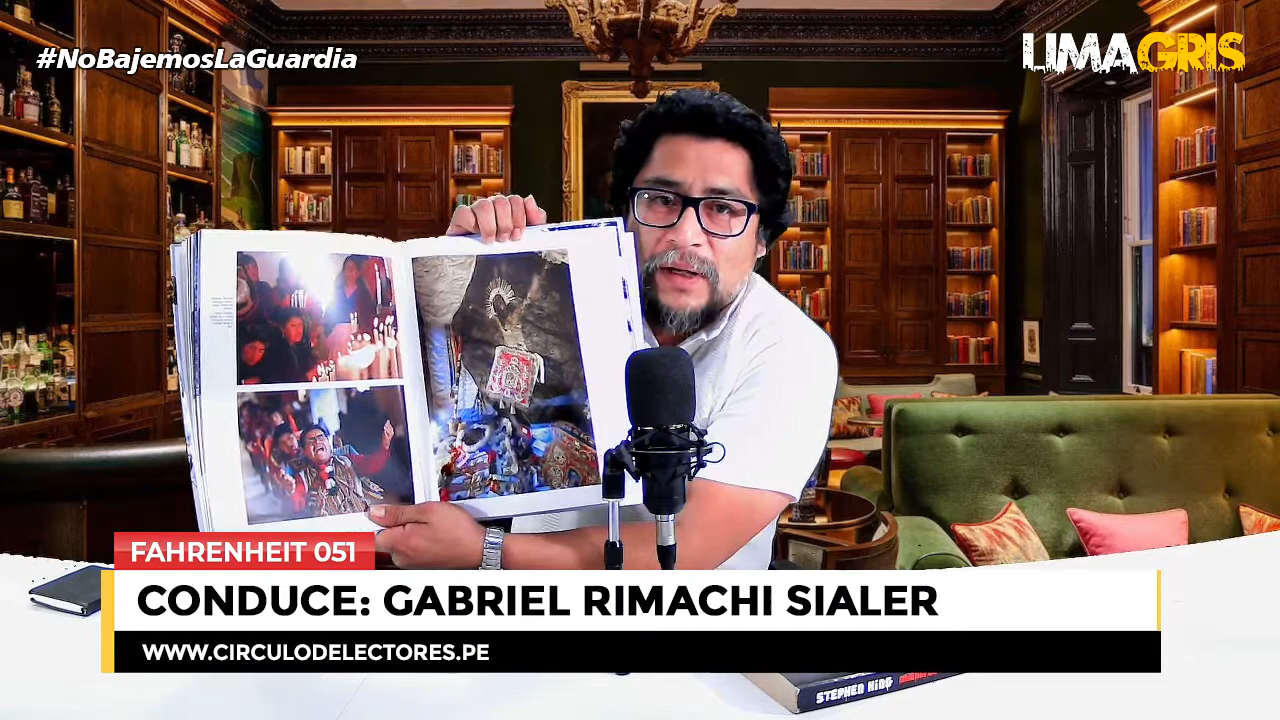 #NoBajemosLaGuardia
LIMAGRIS
FAHRENHEIT 051
CONDUCE: GABRIEL RIMACHI SIALER
WWW.CIRCULODELECTORES.PE
STEPHEN KING